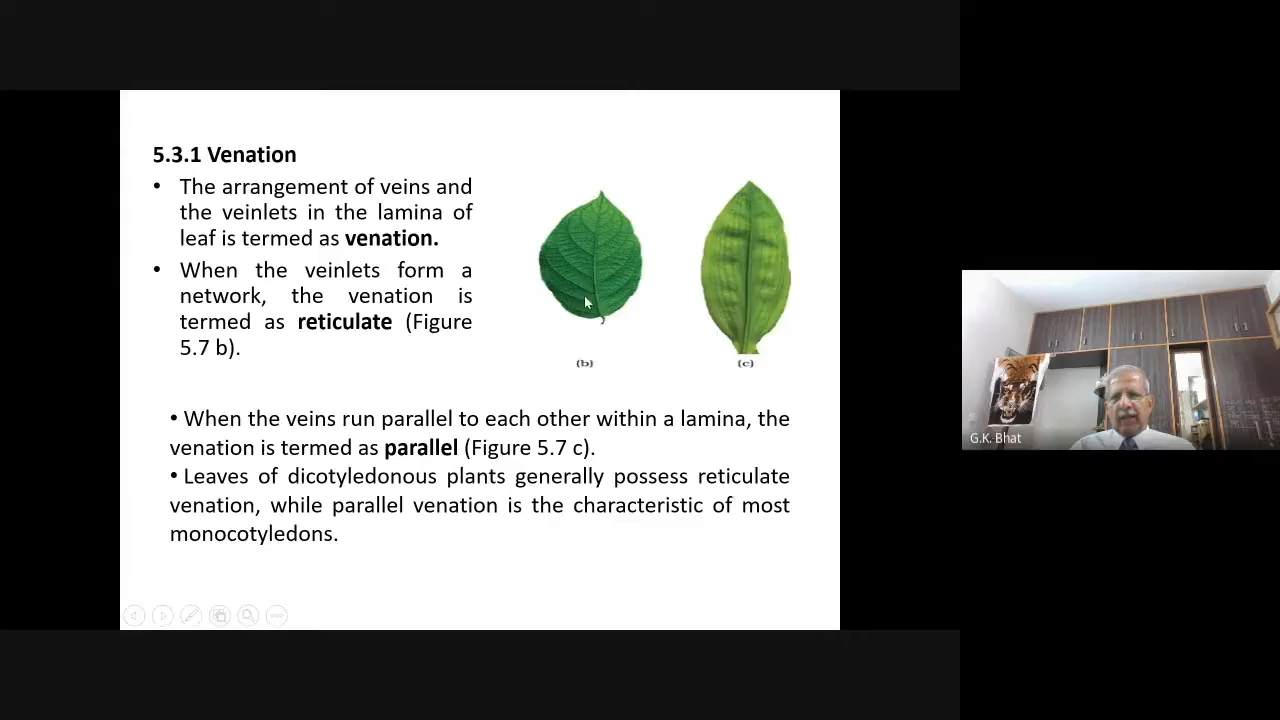 5.3.1 Venation
• The arrangement of veins and
the veinlets in the lamina of
leaf is termed as venation.
• When the veinlets form a
network, the venation is
termed as reticulate (Figure
5.7 b).
(b)
(c)
• When the veins run parallel to each other within a lamina, the
venation is termed as parallel (Figure 5.7 c).
• Leaves of dicotyledonous plants generally possess reticulate
venation, while parallel venation is the characteristic of most
monocotyledons.
G.K. Bhat